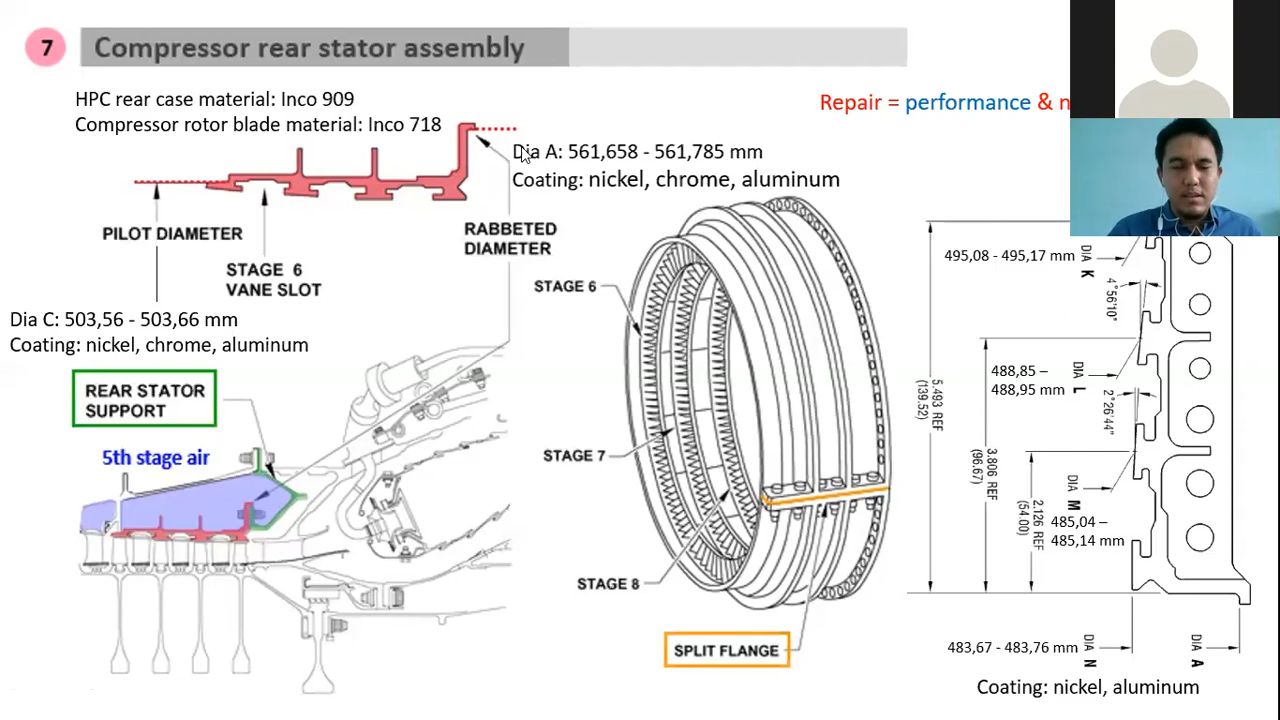 7
Compressor rear stator assembly
HPC rear case material: Inco 909
Compressor rotor blade material: Inco 718
Repair = performance & n
Dia A: 561,658 - 561,785 mm
Coating: nickel, chrome, aluminum
PILOT DIAMETER
RABBETED
DIAMETER
STAGE 6
VANE SLOT
Dia C: 503,56 - 503,66 mm
Coating: nickel, chrome, aluminum
REAR STATOR
SUPPORT
5th stage air
STAGE 6
STAGE 7
STAGE 8
SPLIT FLANGE
495,08 - 495,17 mm
DIA K
4°56'10"
488,85 –
488,95 mm
DIA L
2°26'44"
5.493 REF
(139.52)
3.806 REF
(96.67)
2.126 REF
(54.00)
DIA M
485,04 –
485,14 mm
483,67 - 483,76 mm
DIA N
DIA A
Coating: nickel, aluminum